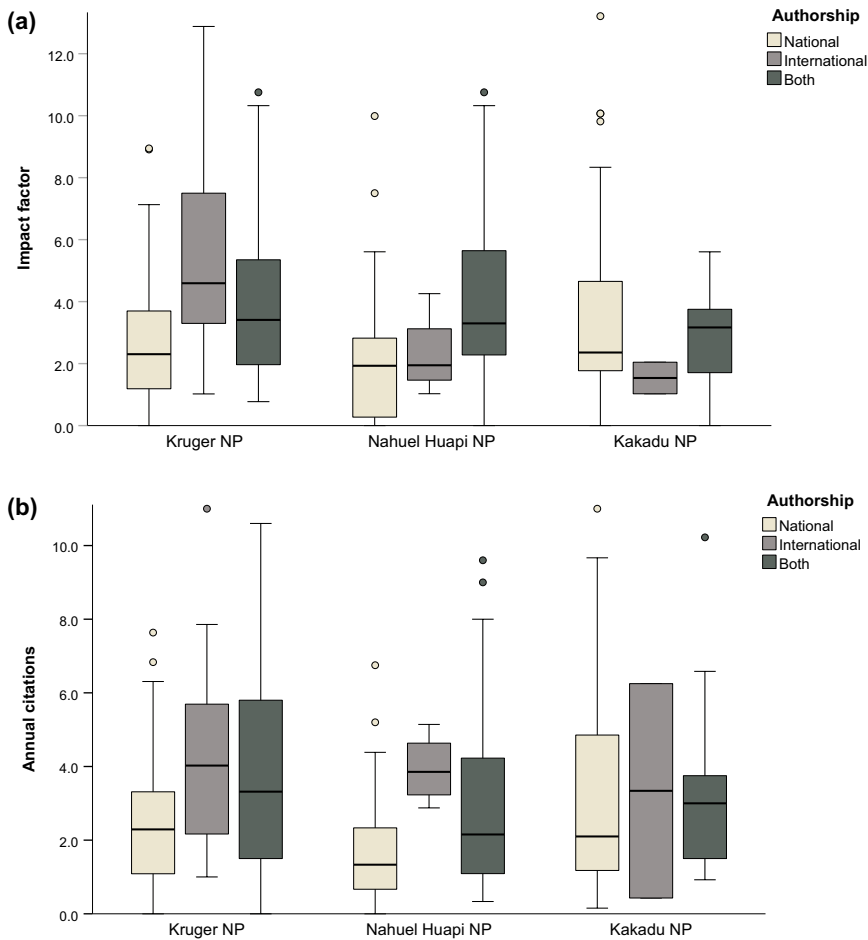 (a)
Authorship
National
International
Both
Impact factor
12.0
10.0
8.0
6.0
4.0
2.0
0.0
Kruger NP Nahuel Huapi NP Kakadu NP
(b)
Authorship
National
International
Both
Annual citations
10.0
8.0
6.0
4.0
2.0
0.0
Kruger NP Nahuel Huapi NP Kakadu NP